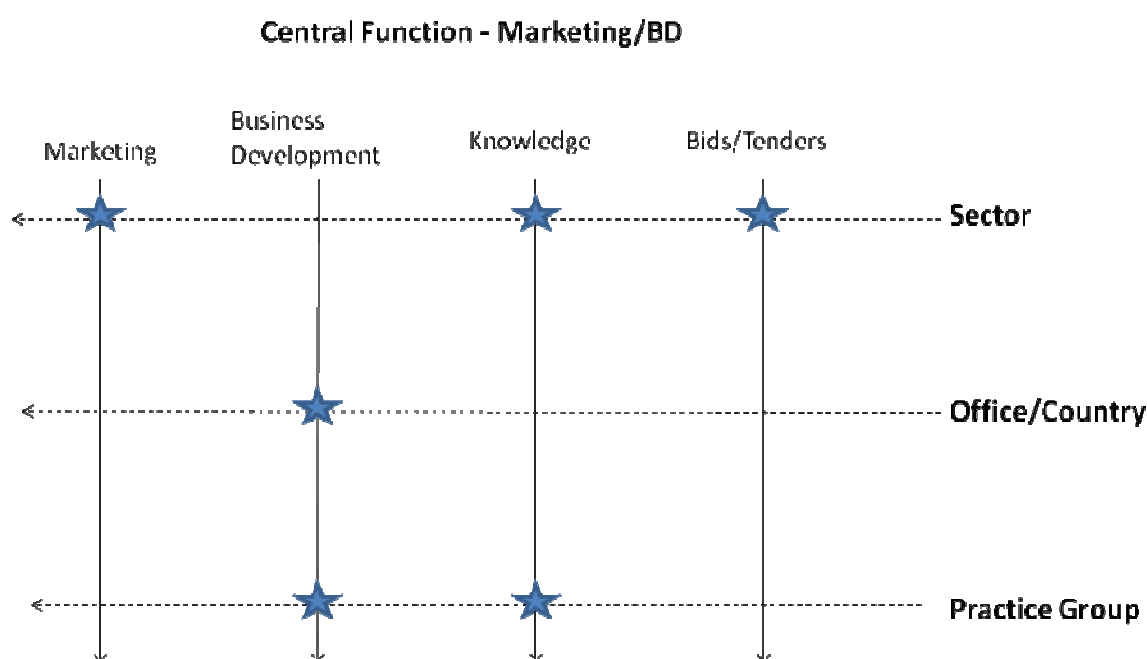 Central Function - Marketing/BD
Marketing
Business
Development
Knowledge
Bids/Tenders
Sector
Office/Country
Practice Group